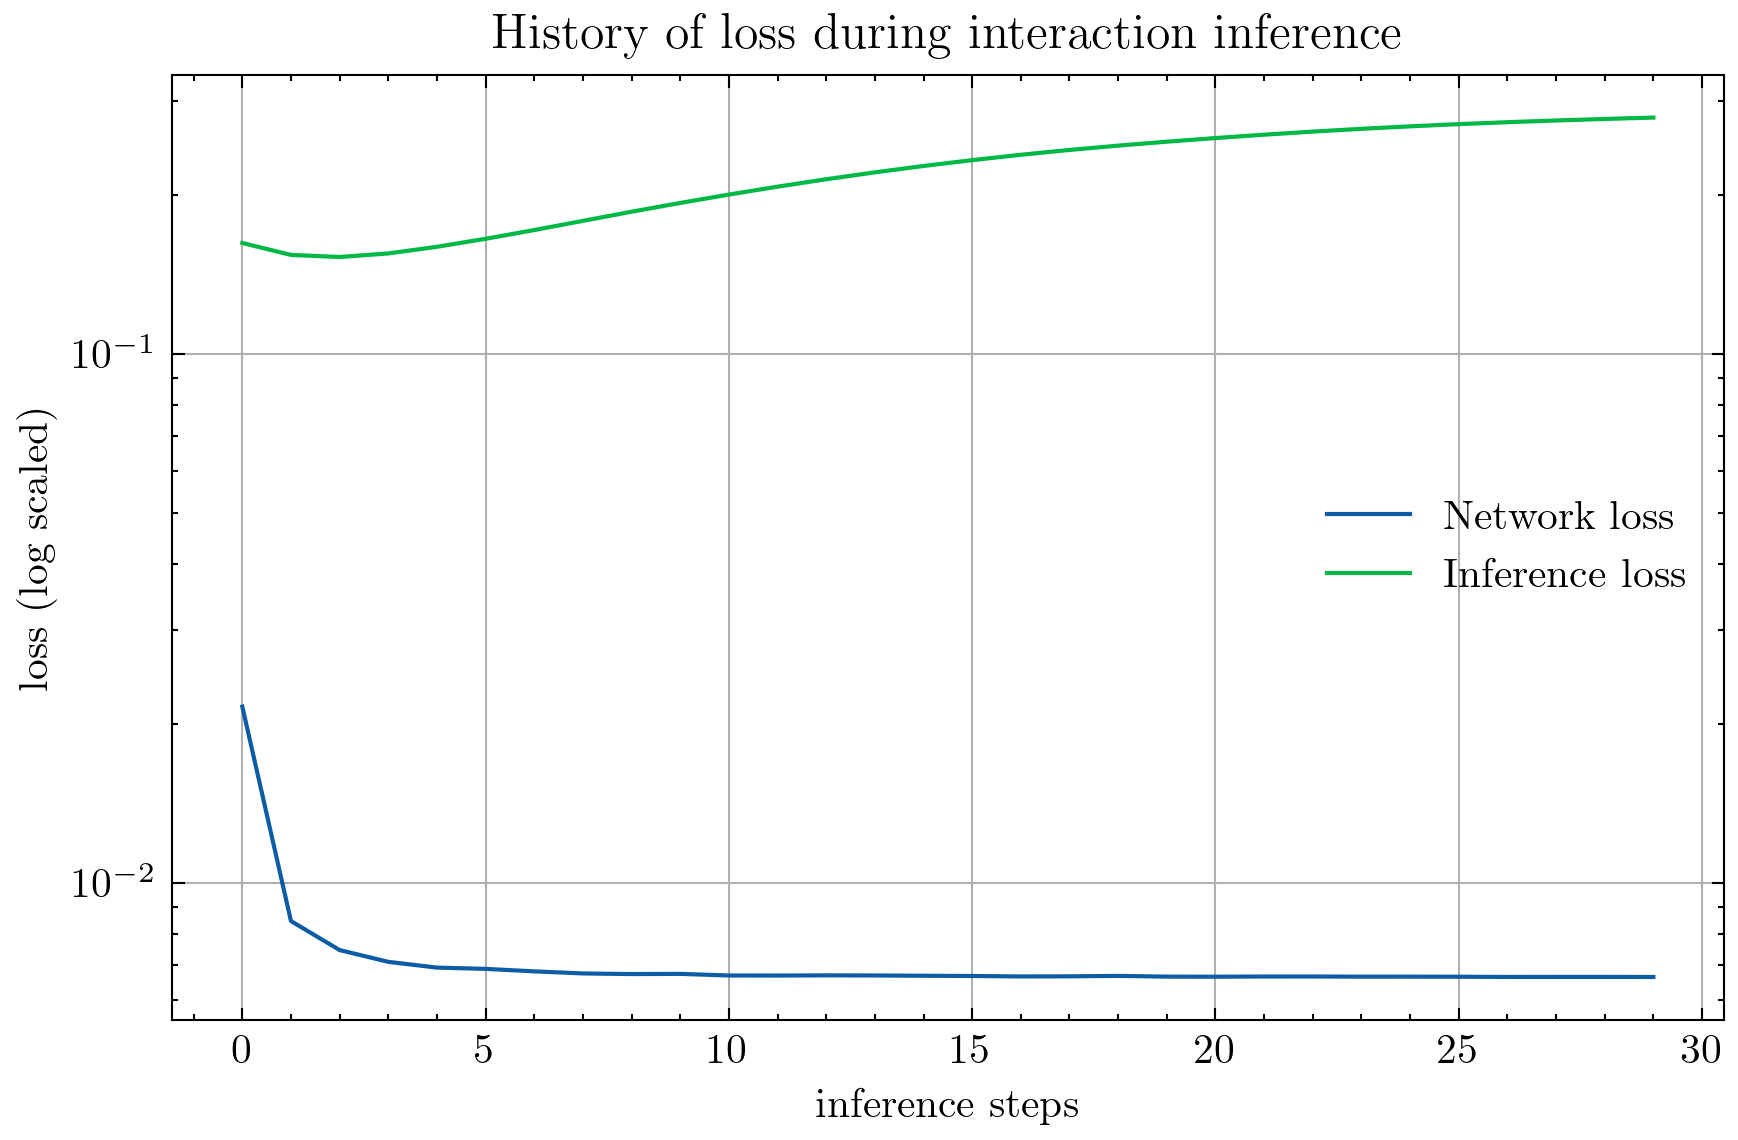 History of loss during interaction inference
loss (log scaled)
10⁻¹
10⁻²
Network loss
Inference loss
0 5 10 15 20 25 30
inference steps